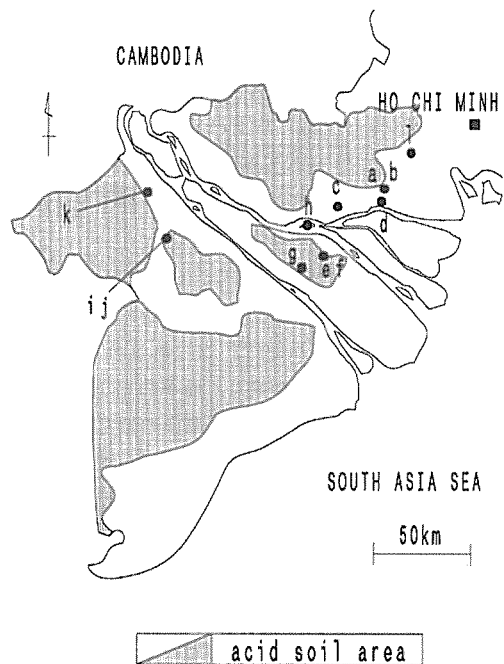 CAMBODIA
HO CHI MINH
l
a b
c
k
h
d
g
e f
i j
SOUTH ASIA SEA
50km
acid soil area